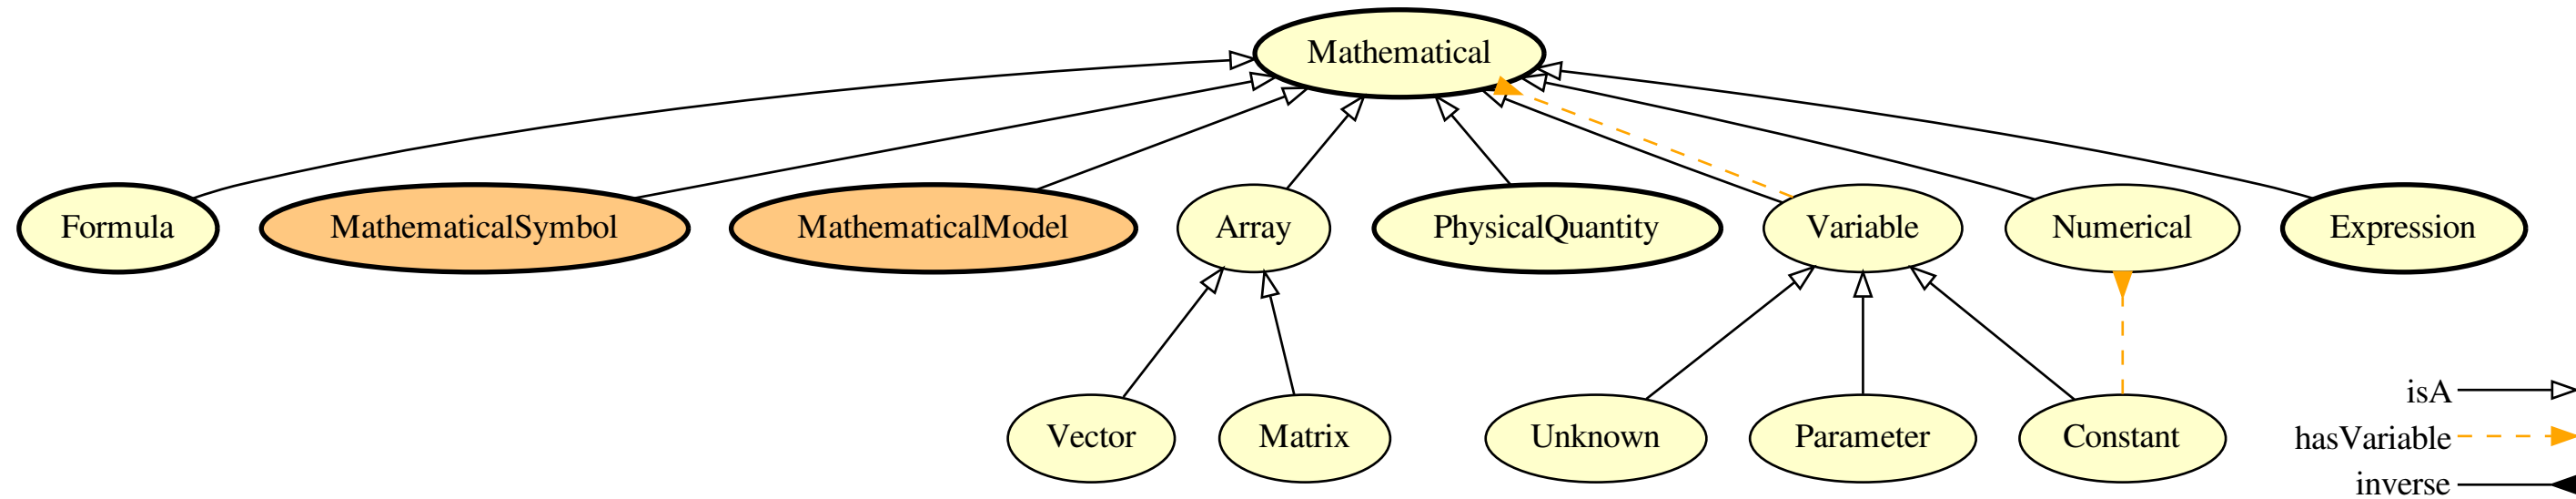 Mathematical
Formula
MathematicalSymbol
MathematicalModel
Array
PhysicalQuantity
Variable
Numerical
Expression
Vector
Matrix
Unknown
Parameter
Constant
isA
hasVariable
inverse